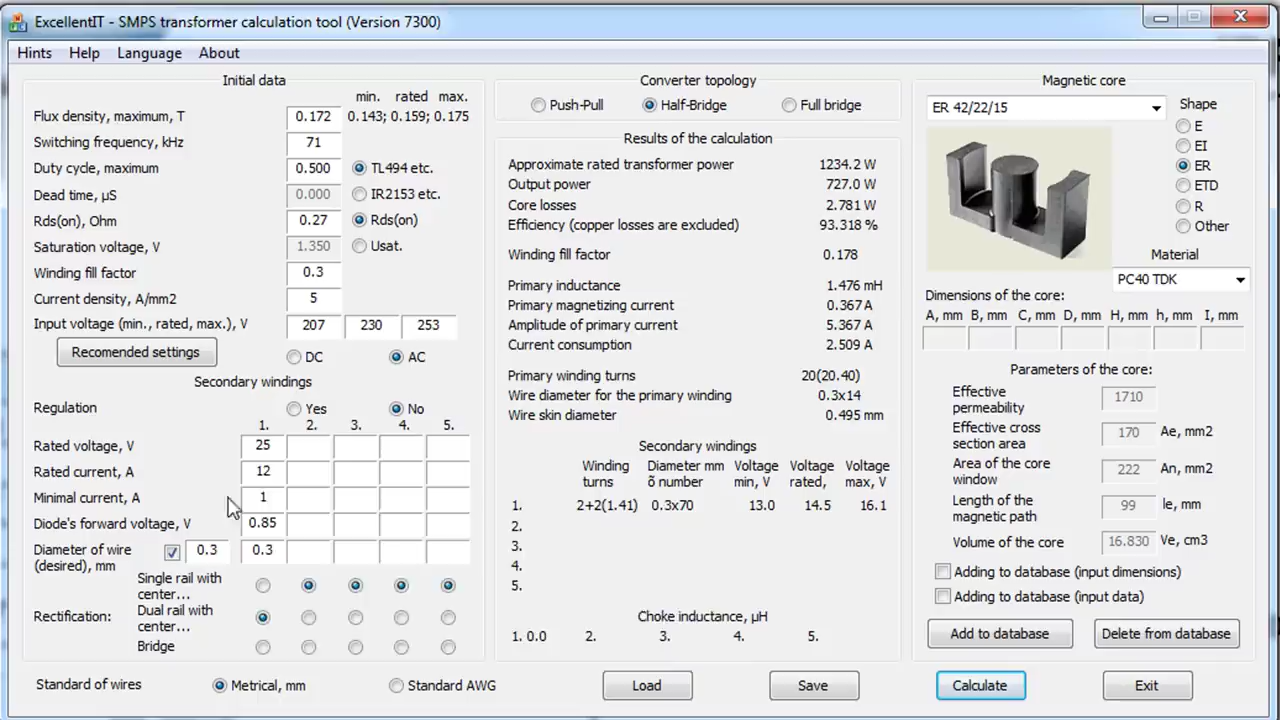 ExcellentIT - SMPS transformer calculation tool (Version 7300)
Hints Help Language About
Initial data
min. rated max.
Flux density, maximum, T 0.172 0.143; 0.159; 0.175
Switching frequency, kHz 71
Duty cycle, maximum 0.500 TL494 etc.
Dead time, µS 0.000 IR2153 etc.
Rds(on), Ohm 0.27 Rds(on)
Saturation voltage, V 1.350 Usat.
Winding fill factor 0.3
Current density, A/mm2 5
Input voltage (min., rated, max.), V 207 230 253
Recomended settings DC AC
Secondary windings
Regulation Yes No
1. 2. 3. 4. 5.
Rated voltage, V 25
Rated current, A 12
Minimal current, A 1
Diode's forward voltage, V 0.85
Diameter of wire (desired), mm 0.3 0.3
Rectification:
Single rail with center...
Dual rail with center...
Bridge
Standard of wires Metrical, mm Standard AWG
Converter topology
Push-Pull Half-Bridge Full bridge
Results of the calculation
Approximate rated transformer power 1234.2 W
Output power 727.0 W
Core losses 2.781 W
Efficiency (copper losses are excluded) 93.318 %
Winding fill factor 0.178
Primary inductance 1.476 mH
Primary magnetizing current 0.367 A
Amplitude of primary current 5.367 A
Current consumption 2.509 A
Primary winding turns 20(20.40)
Wire diameter for the primary winding 0.3x14
Wire skin diameter 0.495 mm
Secondary windings
Winding Diameter mm Voltage Voltage Voltage
turns õ number min, V rated, max, V
1. 2+2(1.41) 0.3x70 13.0 14.5 16.1
2.
3.
4.
5.
Choke inductance, µH
1. 0.0 2. 3. 4. 5.
Load Save
Magnetic core
ER 42/22/15
Shape
E
EI
ER
ETD
R
Other
Material
PC40 TDK
Dimensions of the core:
A, mm B, mm C, mm D, mm H, mm h, mm I, mm
Parameters of the core:
Effective permeability 1710
Effective cross section area 170 Ae, mm2
Area of the core window 222 An, mm2
Length of the magnetic path 99 le, mm
Volume of the core 16.830 Ve, cm3
Adding to database (input dimensions)
Adding to database (input data)
Add to database Delete from database
Calculate Exit